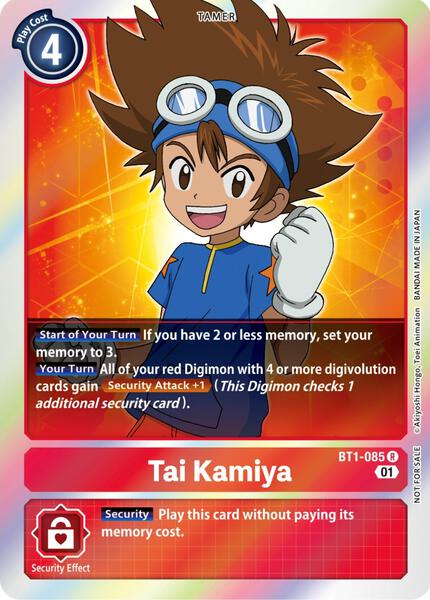 TAMER
Play Cost
4
Start of Your Turn If you have 2 or less memory, set your
memory to 3.
Your Turn All of your red Digimon with 4 or more digivolution
cards gain Security Attack +1 (This Digimon checks 1
additional security card).
Tai Kamiya
BT1-085 R
01
Security Play this card without paying its
memory cost.
Security Effect
NOT FOR SALE ©Akiyoshi Hongo, Toei Animation BANDAI MADE IN JAPAN